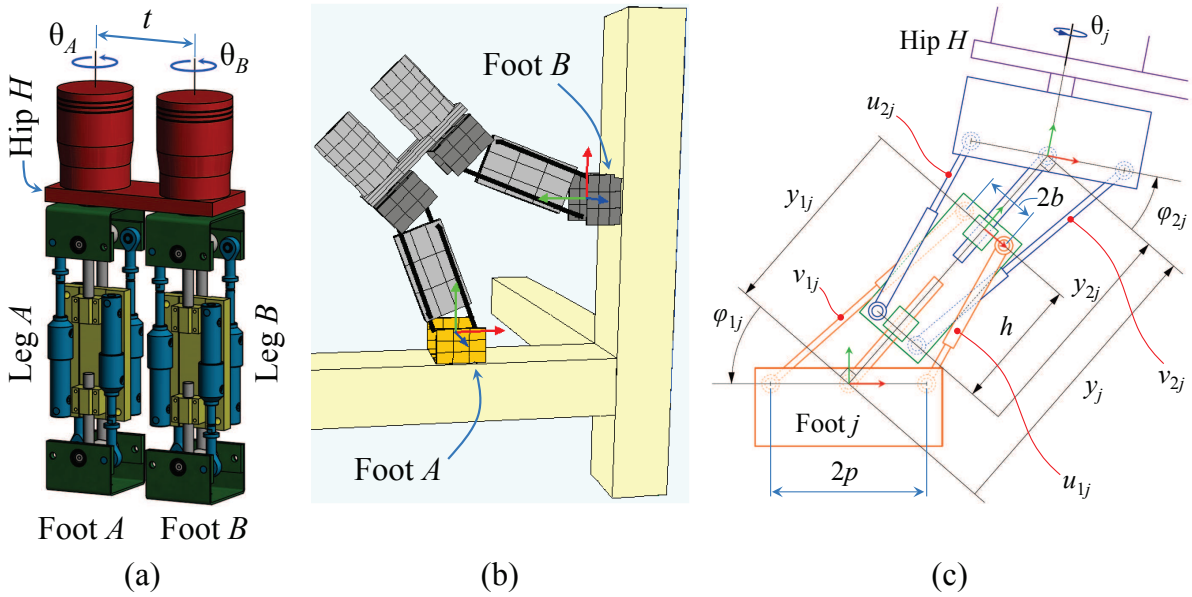 θA
t
θB
Hip H
Leg A
Leg B
Foot A
Foot B
(a)
Foot B
Foot A
(b)
Hip H
θj
u2j
y1j
2b
φ2j
v1j
y2j
φ1j
h
v2j
yj
Foot j
u1j
2p
(c)